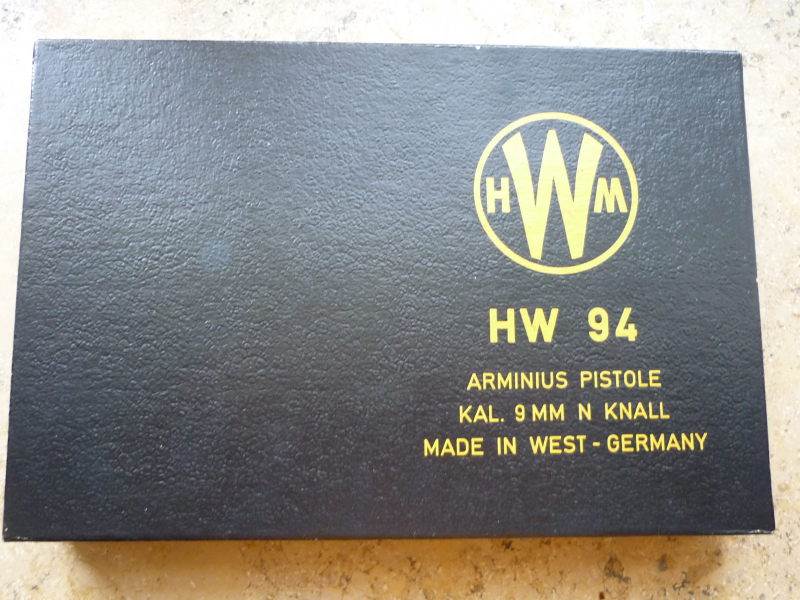 HWM
HW 94
ARMINIUS PISTOLE
KAL. 9 MM N KNALL
MADE IN WEST - GERMANY